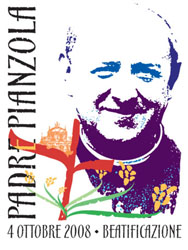 PADRE PIANZOLA
4 OTTOBRE 2008 • BEATIFICAZIONE